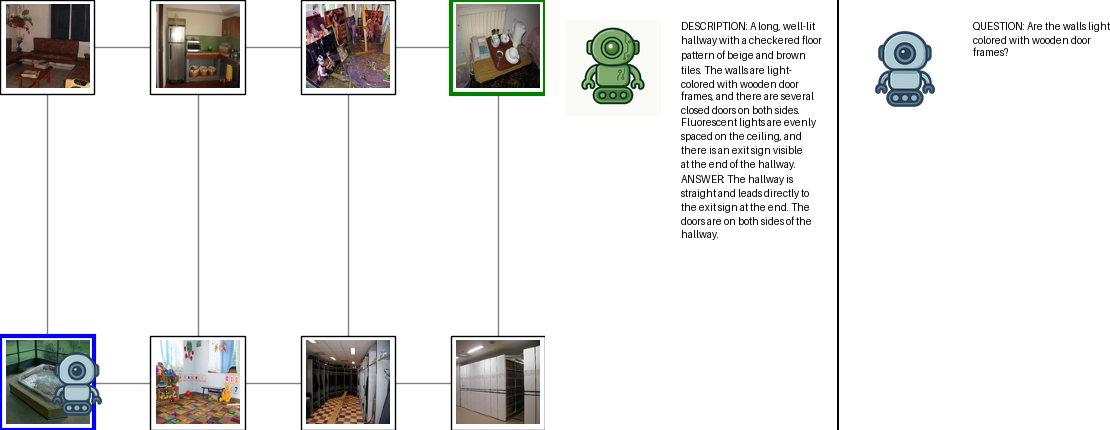 DESCRIPTION: A long, well-lit
hallway with a checkered floor
pattern of beige and brown
tiles. The walls are light-
colored with wooden door
frames, and there are several
closed doors on both sides.
Fluorescent lights are evenly
spaced on the ceiling, and
there is an exit sign visible
at the end of the hallway.
ANSWER: The hallway is
straight and leads directly to
the exit sign at the end. The
doors are on both sides of the
hallway.
QUESTION: Are the walls light
colored with wooden door
frames?